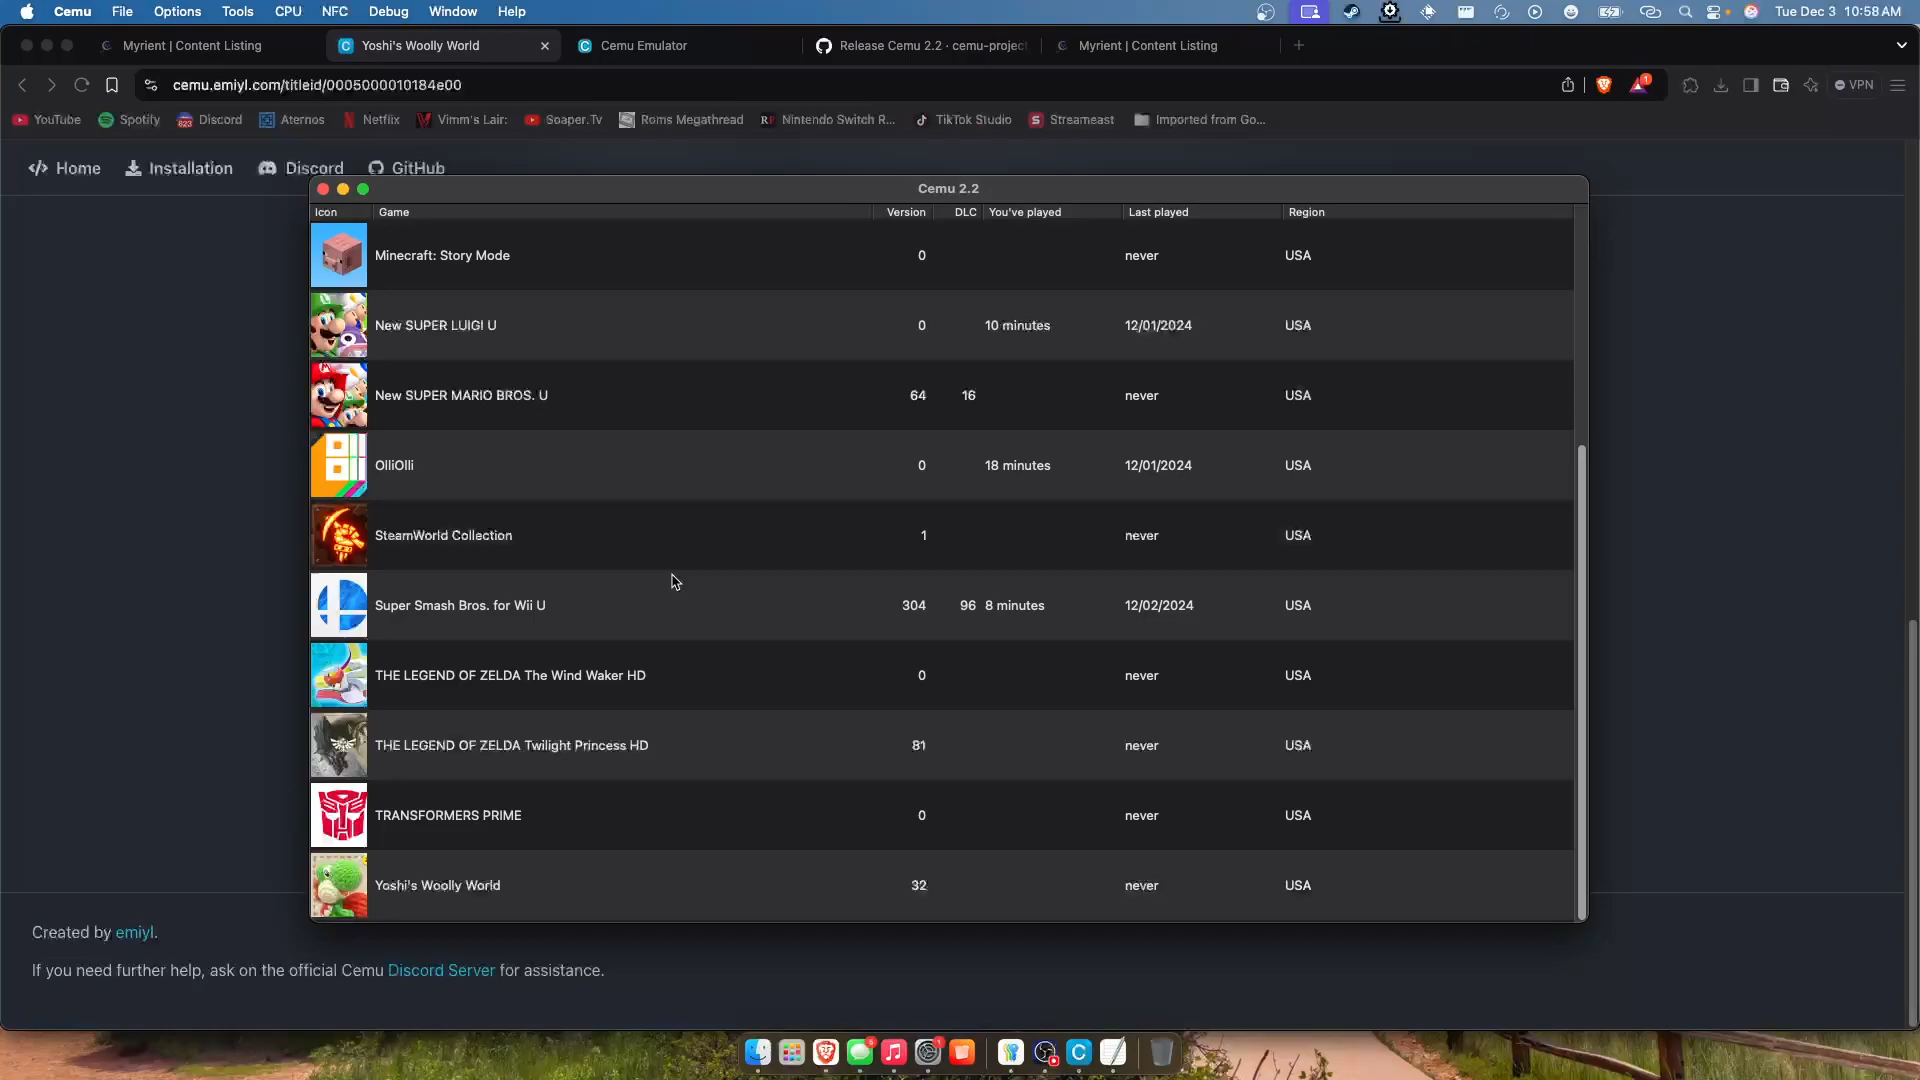 Cemu File Options Tools CPU NFC Debug Window Help Tue Dec 3 10:58 AM
Myrient | Content Listing Yoshi's Woolly World Cemu Emulator Release Cemu 2.2 · cemu-project Myrient | Content Listing
cemu.emiyl.com/titleid/0005000010184e00 1 VPN
YouTube Spotify 623 Discord Aternos Netflix Vimm's Lair: Soaper.Tv Roms Megathread Nintendo Switch R... TikTok Studio Streameast Imported from Go...
Home Installation Discord GitHub
Cemu 2.2
Icon Game Version DLC You've played Last played Region
Minecraft: Story Mode 0 never USA
New SUPER LUIGI U 0 10 minutes 12/01/2024 USA
New SUPER MARIO BROS. U 64 16 never USA
OlliOlli 0 18 minutes 12/01/2024 USA
SteamWorld Collection 1 never USA
Super Smash Bros. for Wii U 304 96 8 minutes 12/02/2024 USA
THE LEGEND OF ZELDA The Wind Waker HD 0 never USA
THE LEGEND OF ZELDA Twilight Princess HD 81 never USA
TRANSFORMERS PRIME 0 never USA
Yoshi's Woolly World 32 never USA
Created by emiyl.
If you need further help, ask on the official Cemu Discord Server for assistance.